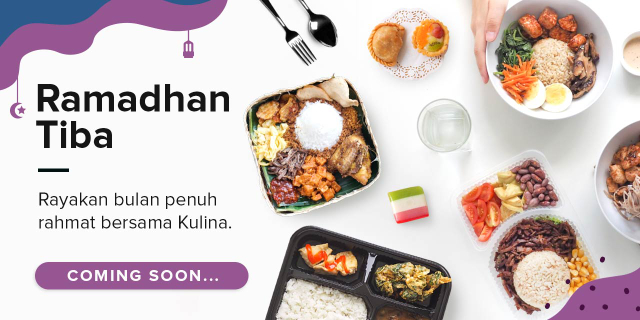 Ramadhan
Tiba
Rayakan bulan penuh
rahmat bersama Kulina.
COMING SOON...